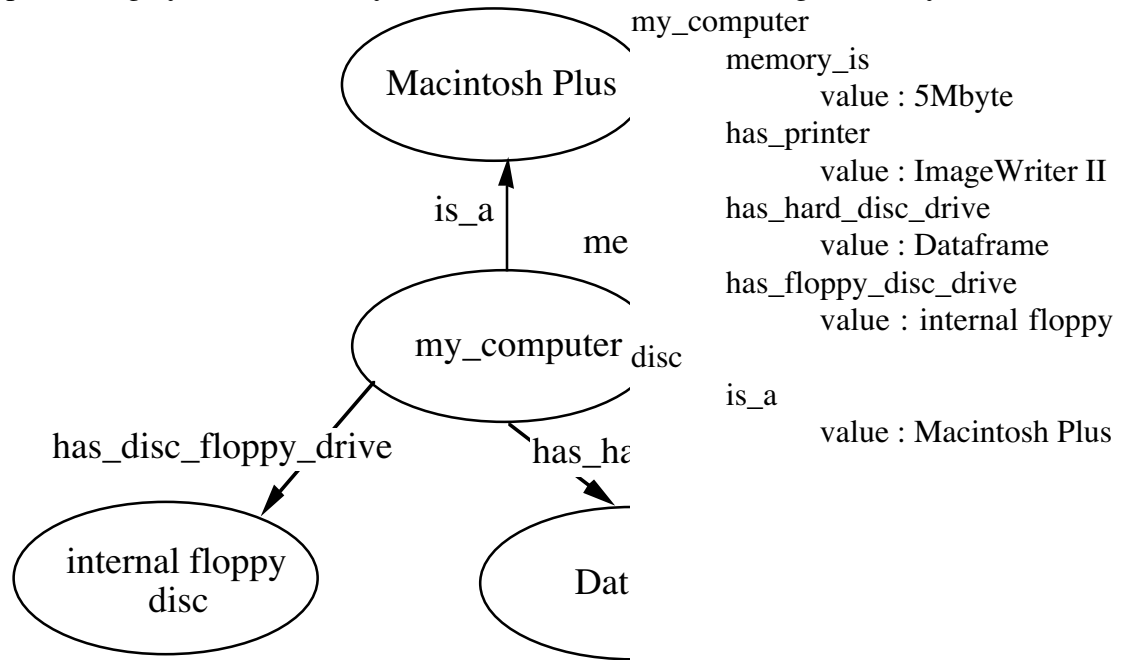 Macintosh Plus
is_a
me
my_computer
has_disc_floppy_drive
has_ha
internal floppy
disc
Dat
my_computer
memory_is
value : 5Mbyte
has_printer
value : ImageWriter II
has_hard_disc_drive
value : Dataframe
has_floppy_disc_drive
value : internal floppy
disc
is_a
value : Macintosh Plus